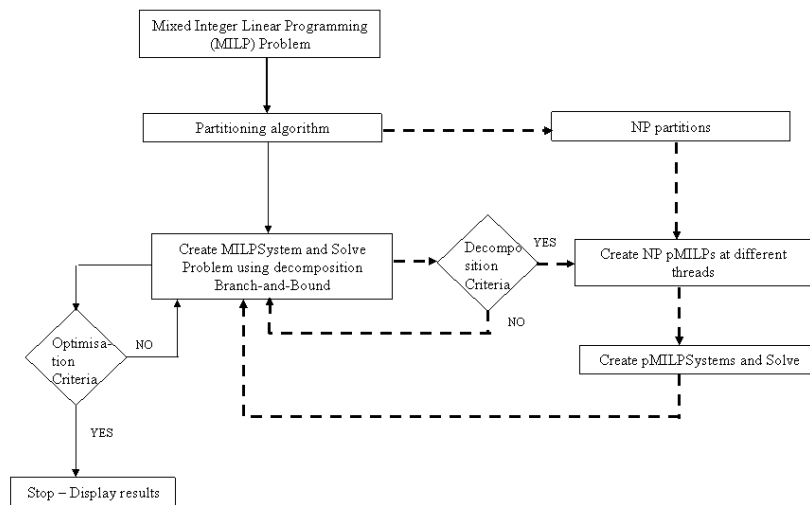 Mixed Integer Linear Programming
(MILP) Problem
Partitioning algorithm
NP partitions
Create MILPSystem and Solve
Problem using decomposition
Branch-and-Bound
Decompo
sition
Criteria
YES
NO
Create NP pMILPs at different
threads
Optimisa-
tion
Criteria
NO
YES
Create pMILPSystems and Solve
Stop – Display results